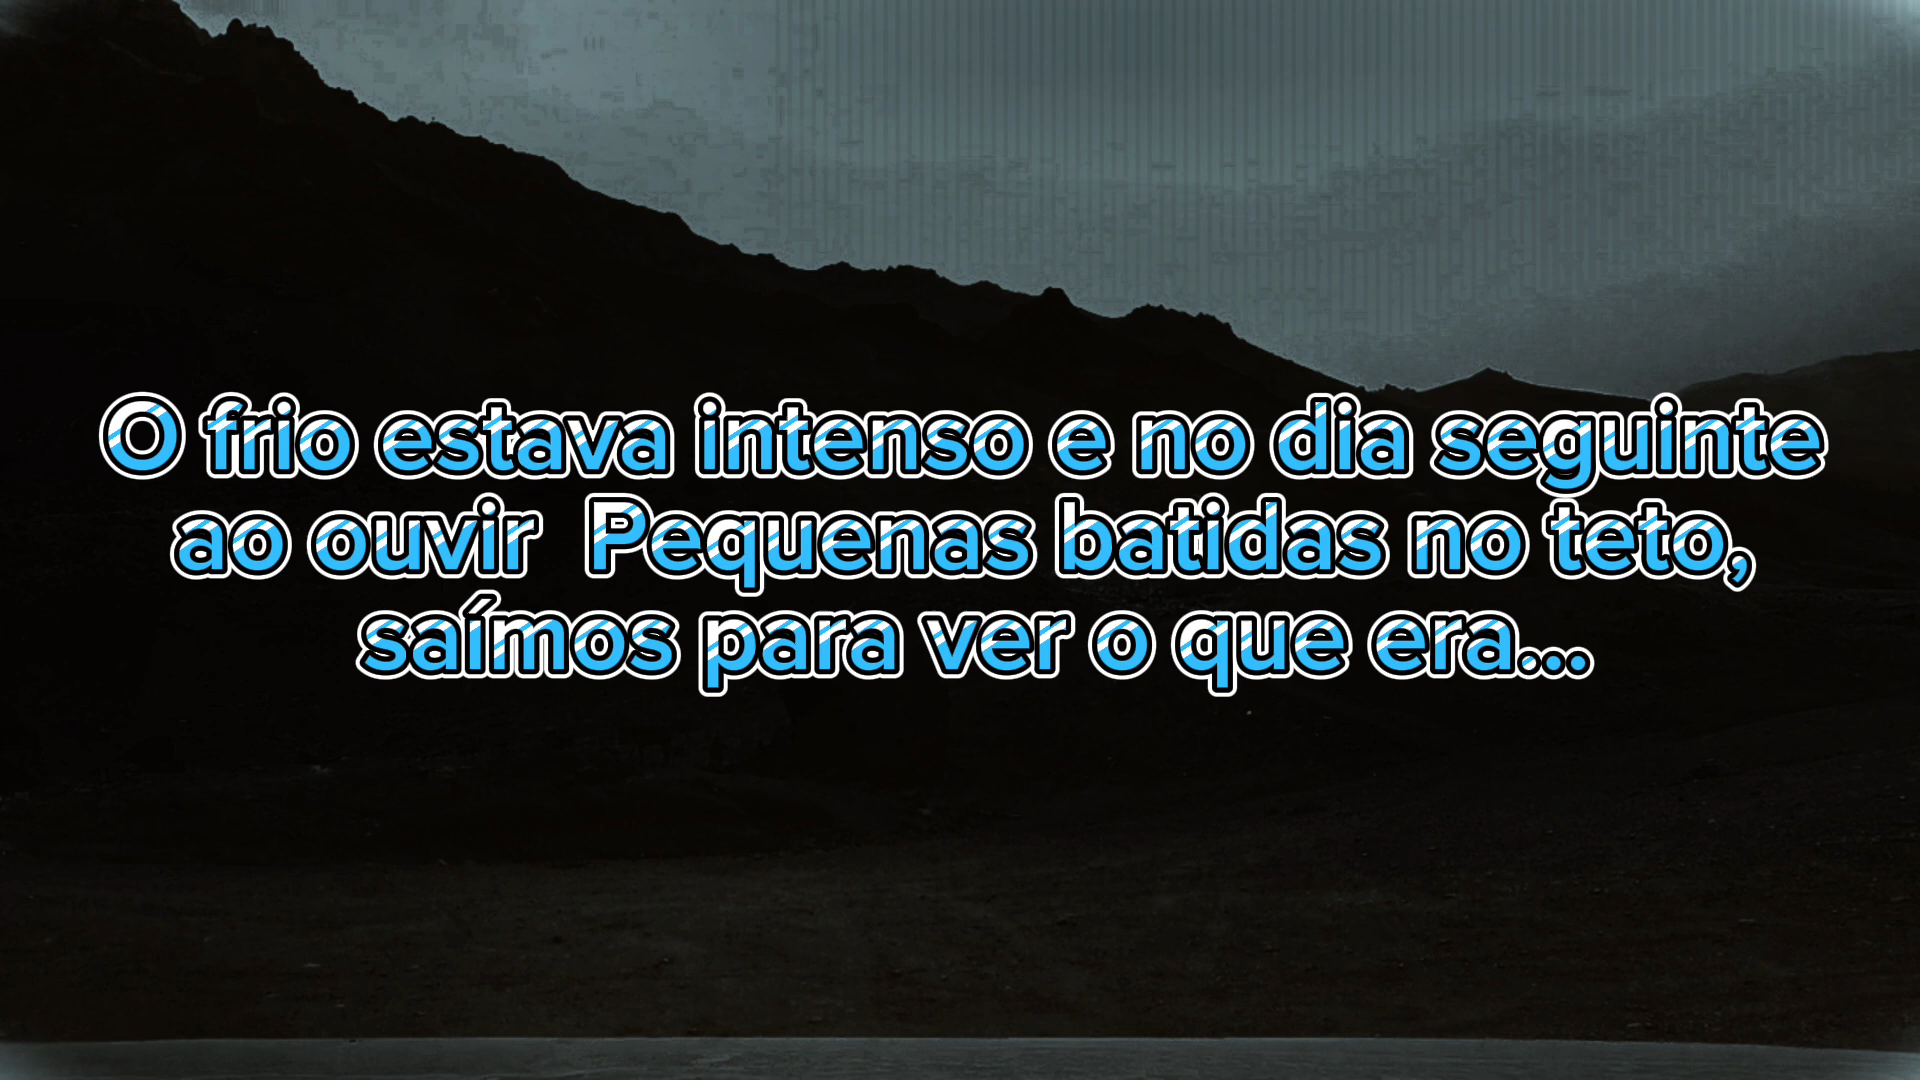 O frio estava intenso e no dia seguinte
ao ouvir  Pequenas batidas no teto,
saímos para ver o que era...